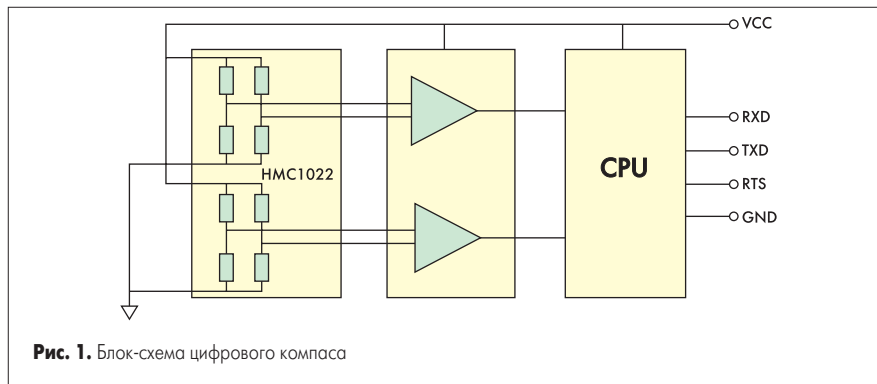 VCC
HMC1022
CPU
RXD
TXD
RTS
GND
Рис. 1. Блок-схема цифрового компаса